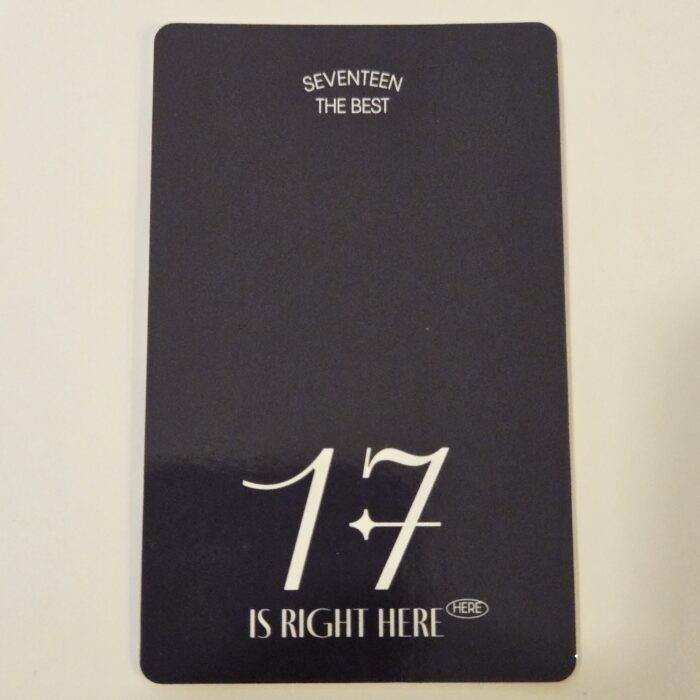 SEVENTEEN
THE BEST
17
IS RIGHT HERE HERE